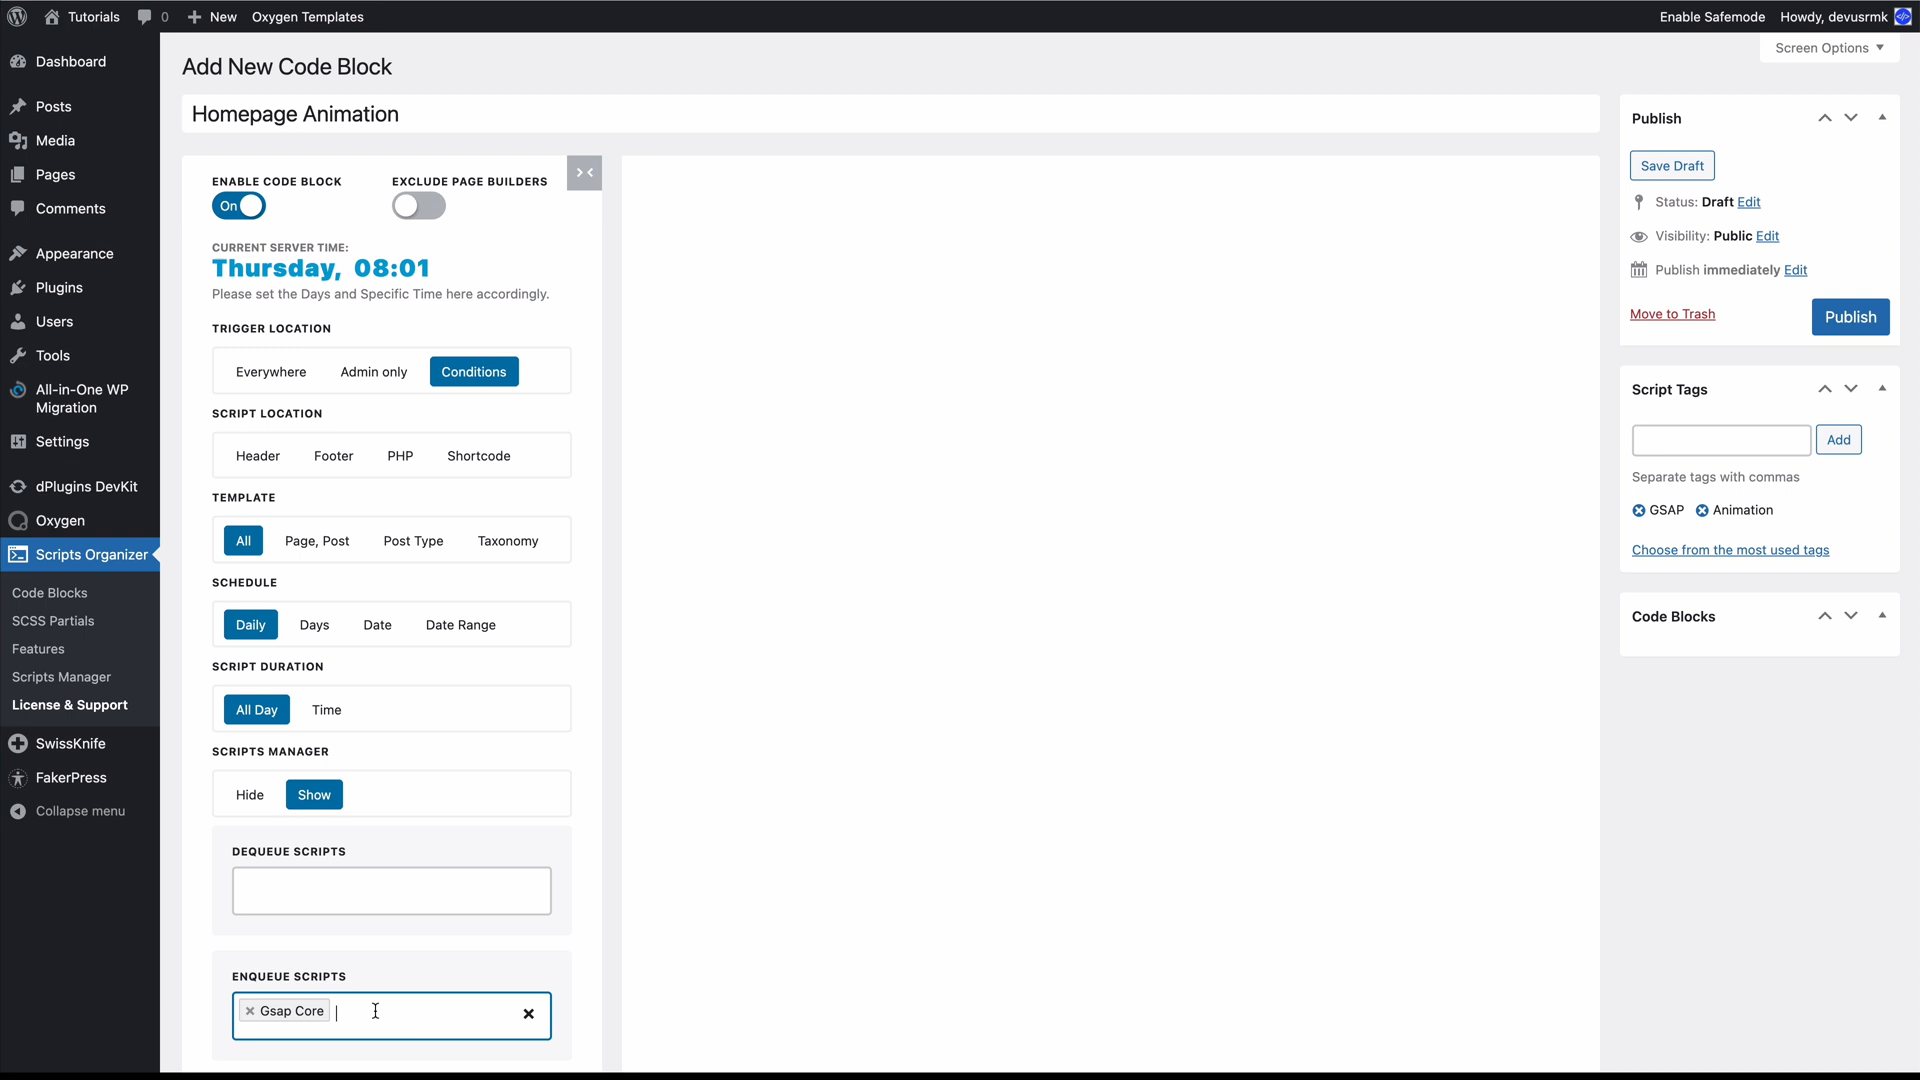 Tutorials
0
New
Oxygen Templates
Enable Safemode
Howdy, devusrmk
Screen Options
Dashboard
Posts
Media
Pages
Comments
Appearance
Plugins
Users
Tools
All-in-One WP
Migration
Settings
dPlugins DevKit
Oxygen
Scripts Organizer
Code Blocks
SCSS Partials
Features
Scripts Manager
License & Support
SwissKnife
FakerPress
Collapse menu
Add New Code Block
Homepage Animation
ENABLE CODE BLOCK
On
EXCLUDE PAGE BUILDERS
CURRENT SERVER TIME:
Thursday, 08:01
Please set the Days and Specific Time here accordingly.
TRIGGER LOCATION
Everywhere Admin only Conditions
SCRIPT LOCATION
Header Footer PHP Shortcode
TEMPLATE
All Page, Post Post Type Taxonomy
SCHEDULE
Daily Days Date Date Range
SCRIPT DURATION
All Day Time
SCRIPTS MANAGER
Hide Show
DEQUEUE SCRIPTS
ENQUEUE SCRIPTS
Gsap Core
Publish
Save Draft
Status: Draft Edit
Visibility: Public Edit
Publish immediately Edit
Move to Trash
Publish
Script Tags
Add
Separate tags with commas
GSAP Animation
Choose from the most used tags
Code Blocks